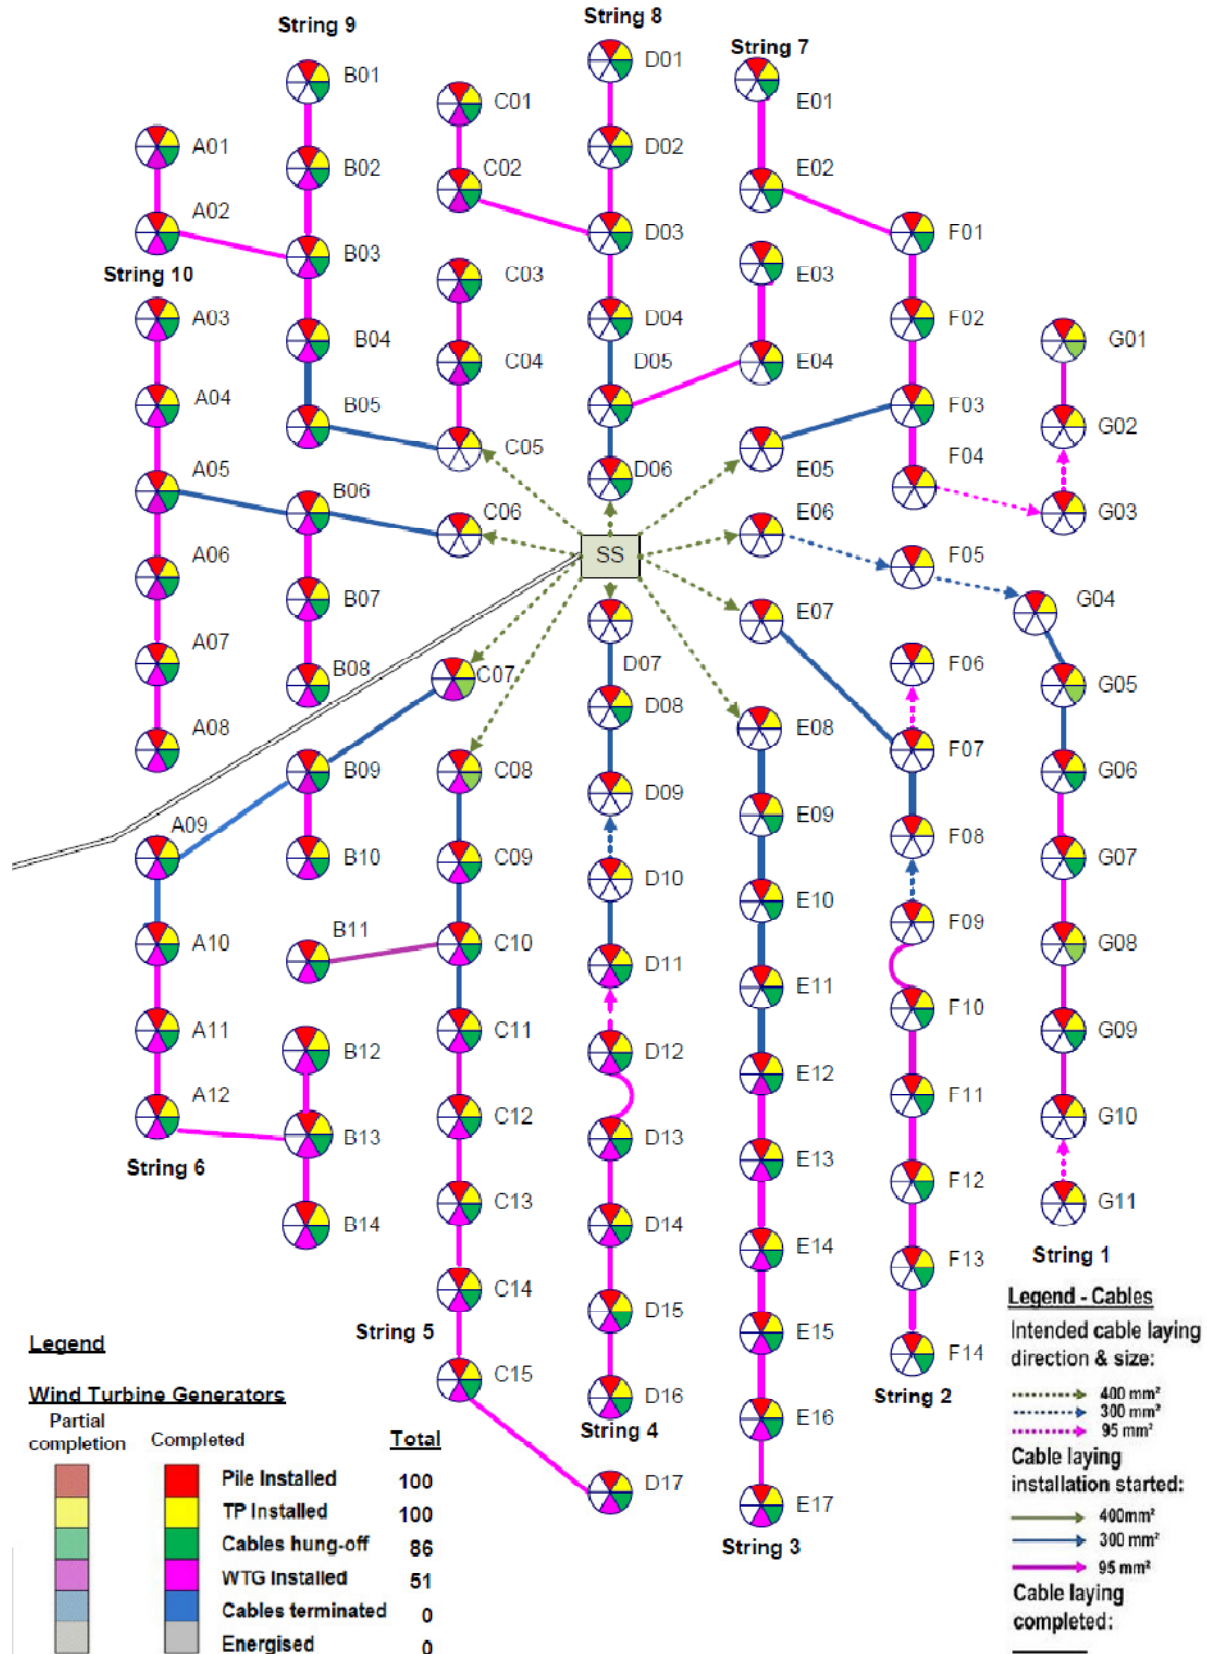 String 8
String 9
String 7
D01
B01
E01
C01
A01
D02
B02
C02
E02
A02
D03
F01
B03
String 10
E03
C03
A03
D04
F02
B04
G01
C04
D05
E04
A04
B05
F03
G02
C05
D06
E05
F04
A05
B06
C06
E06
G03
SS
F05
A06
B07
E07
G04
A07
B08
C07
D07
F06
G05
D08
A08
E08
F07
B09
C08
G06
D09
A09
E09
F08
B10
C09
G07
D10
B11
E10
F09
A10
C10
G08
D11
E11
F10
A11
B12
C11
D12
G09
E12
A12
F11
C12
G10
B13
D13
E13
String 6
F12
C13
G11
B14
D14
E14
String 1
F13
C14
D15
E15
String 5
F14
C15
D16
String 2
E16
String 4
D17
E17
String 3
Legend
Wind Turbine Generators
Partial completion Completed Total
Pile Installed 100
TP Installed 100
Cables hung-off 86
WTG Installed 51
Cables terminated 0
Energised 0
Legend - Cables
Intended cable laying
direction & size:
400 mm²
300 mm²
95 mm²
Cable laying
installation started:
400mm²
300 mm²
95 mm²
Cable laying
completed: